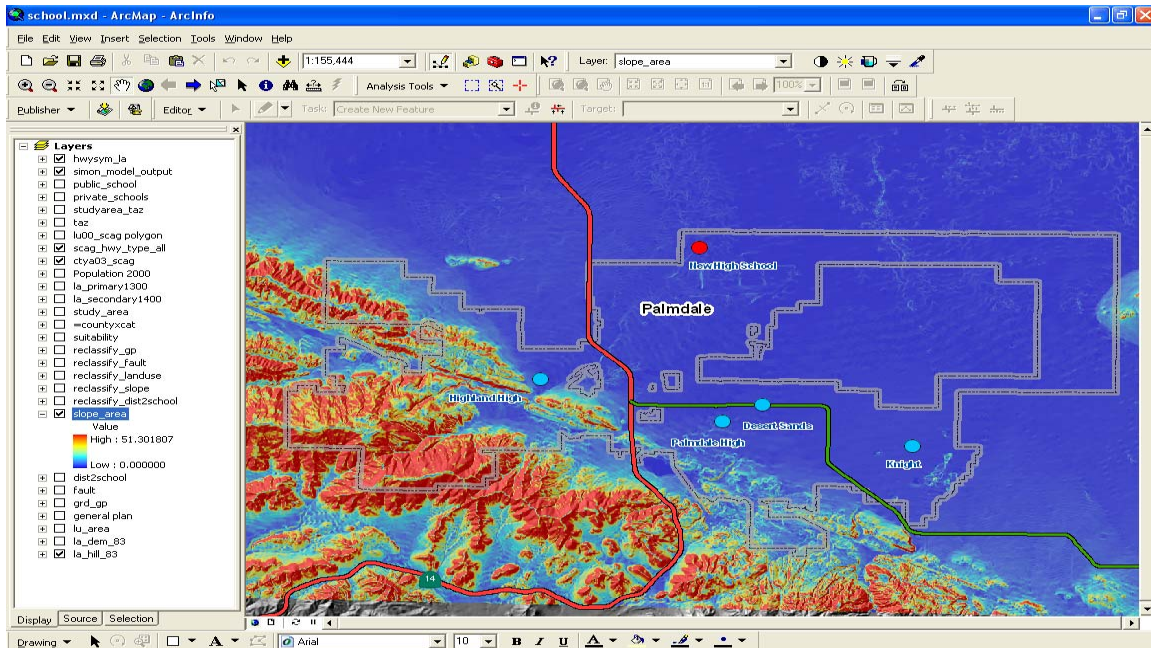 school.mxd - ArcMap - ArcInfo
File Edit View Insert Selection Tools Window Help
1:155,444 Layer: slope_area
Analysis Tools 100%
Publisher Editor Task: Create New Feature Target:
Layers
hwysym_la
simon_model_output
public_school
private_schools
studyarea_taz
taz
lu00_scag polygon
scag_hwy_type_all
ctya03_scag
Population 2000
la_primary1300
la_secondary1400
study_area
=countyxcat
suitability
reclassify_gp
reclassify_fault
reclassify_landuse
reclassify_slope
reclassify_dist2school
slope_area
Value
High : 51.301807
Low : 0.000000
dist2school
fault
grd_gp
general plan
lu_area
la_dem_83
la_hill_83
New High School
Palmdale
Highland High
Desert Sands
Palmdale High
Knight
14
Display Source Selection
Drawing Arial 10 B I U A